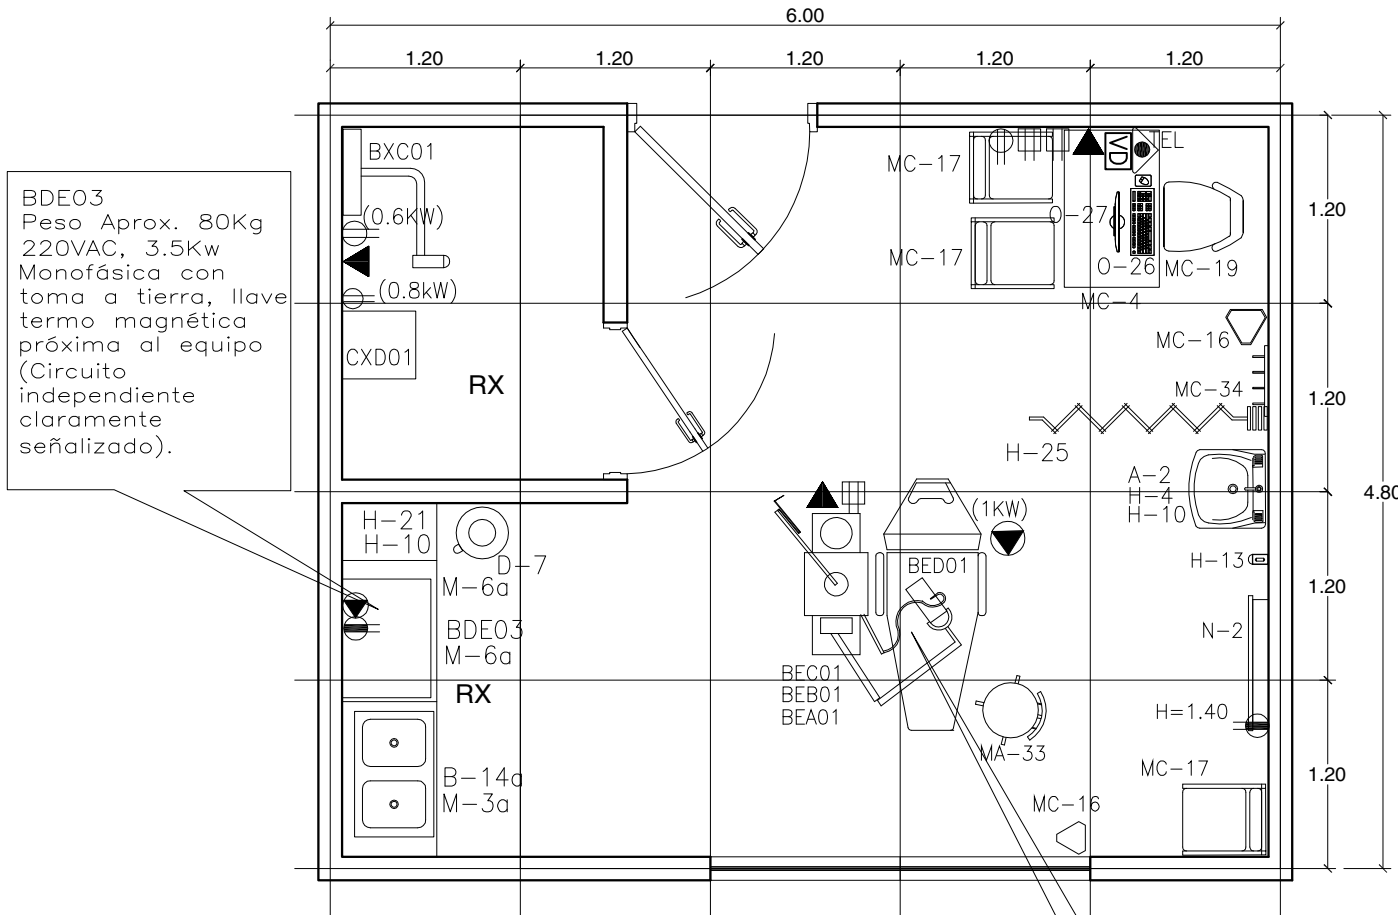 6.00
1.20
1.20
1.20
1.20
1.20
BDE03
Peso Aprox. 80Kg
220VAC, 3.5Kw
Monofásica con
toma a tierra, llave
termo magnética
próxima al equipo
(Circuito
independiente
claramente
señalizado).
BXC01
(0.6KW)
(0.8kW)
CXD01
RX
MC-17
MC-17
VD
TEL
O-27
O-26
MC-19
MC-4
1.20
MC-16
MC-34
1.20
H-25
A-2
H-4
H-10
4.80
H-21
H-10
D-7
M-6a
BDE03
M-6a
RX
(1KW)
BED01
H-13
1.20
N-2
BEC01
BEB01
BEA01
H=1.40
MA-33
MC-17
1.20
B-14a
M-3a
MC-16